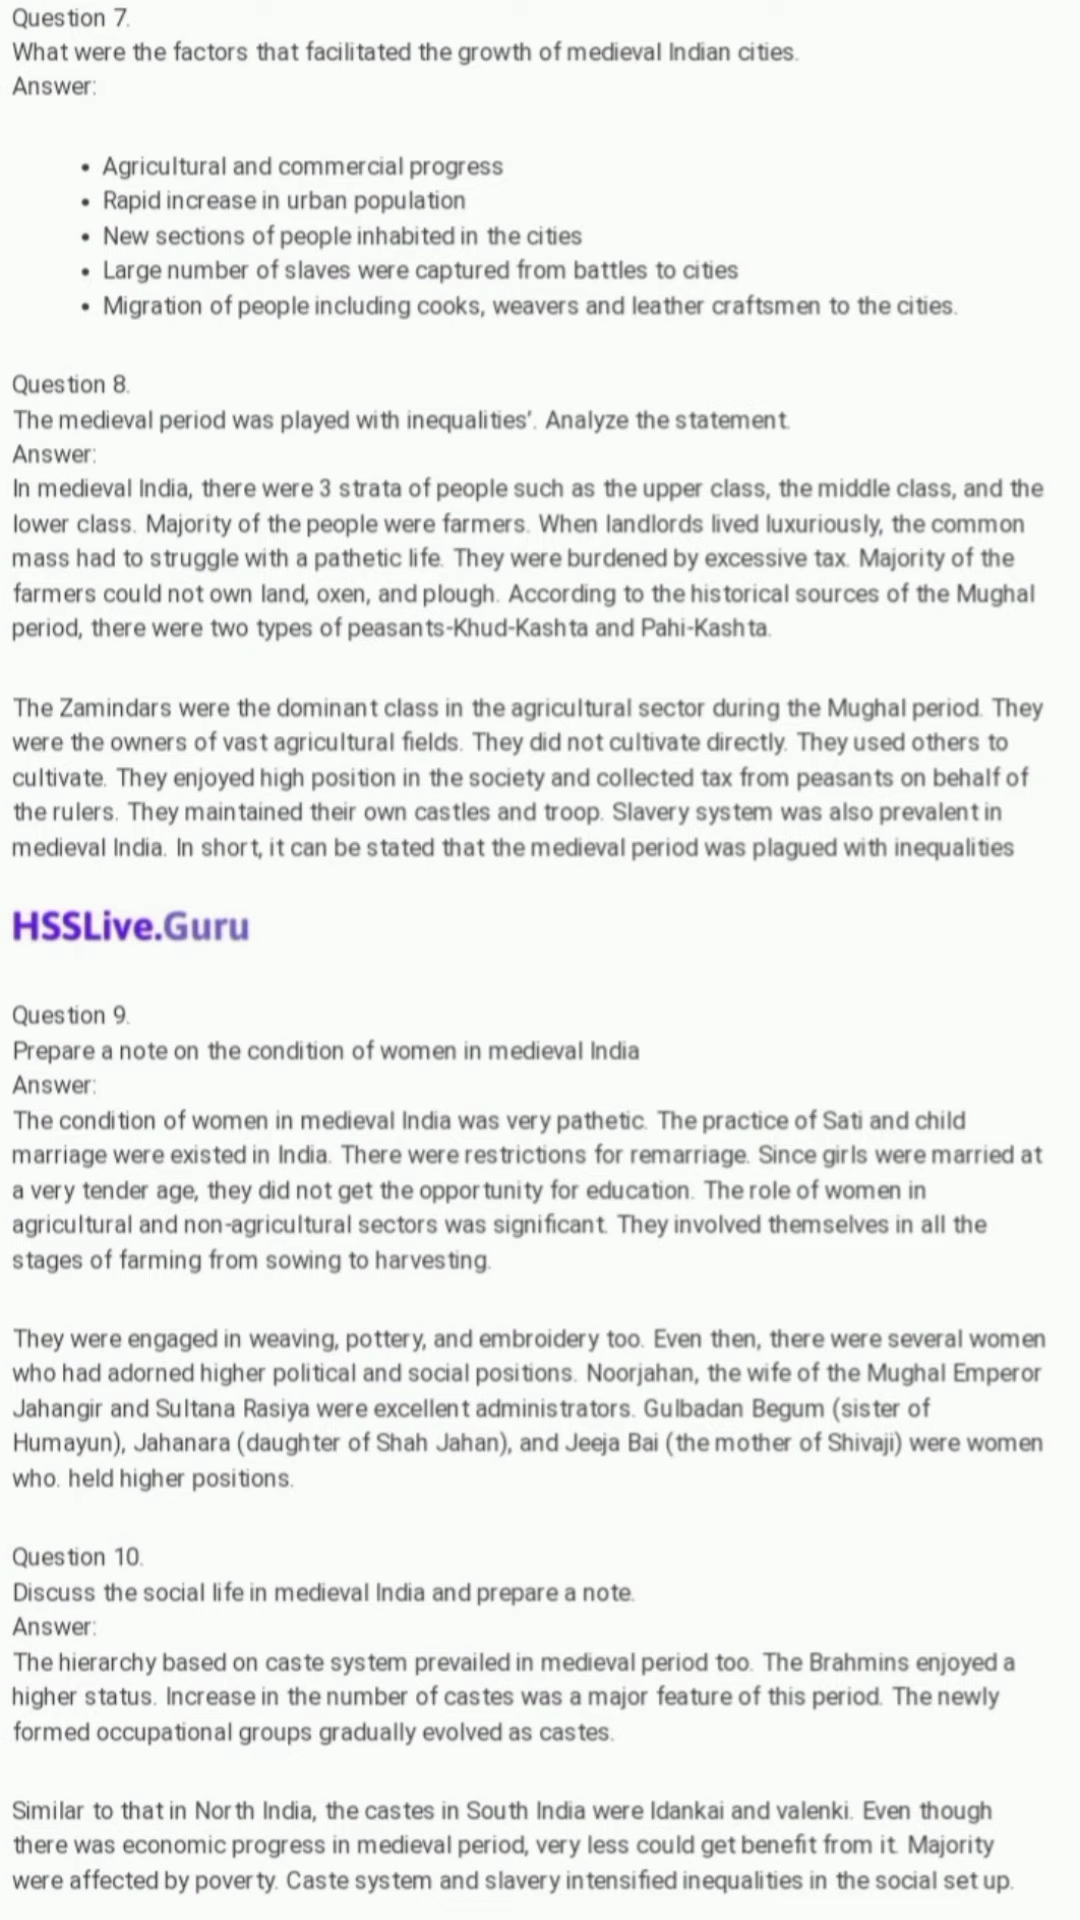 Question 7.
What were the factors that facilitated the growth of medieval Indian cities.
Answer:
• Agricultural and commercial progress
• Rapid increase in urban population
• New sections of people inhabited in the cities
• Large number of slaves were captured from battles to cities
• Migration of people including cooks, weavers and leather craftsmen to the cities.
Question 8.
The medieval period was played with inequalities’. Analyze the statement.
Answer:
In medieval India, there were 3 strata of people such as the upper class, the middle class, and the
lower class. Majority of the people were farmers. When landlords lived luxuriously, the common
mass had to struggle with a pathetic life. They were burdened by excessive tax. Majority of the
farmers could not own land, oxen, and plough. According to the historical sources of the Mughal
period, there were two types of peasants-Khud-Kashta and Pahi-Kashta.
The Zamindars were the dominant class in the agricultural sector during the Mughal period. They
were the owners of vast agricultural fields. They did not cultivate directly. They used others to
cultivate. They enjoyed high position in the society and collected tax from peasants on behalf of
the rulers. They maintained their own castles and troop. Slavery system was also prevalent in
medieval India. In short, it can be stated that the medieval period was plagued with inequalities
HSSLive.Guru
Question 9.
Prepare a note on the condition of women in medieval India
Answer:
The condition of women in medieval India was very pathetic. The practice of Sati and child
marriage were existed in India. There were restrictions for remarriage. Since girls were married at
a very tender age, they did not get the opportunity for education. The role of women in
agricultural and non-agricultural sectors was significant. They involved themselves in all the
stages of farming from sowing to harvesting.
They were engaged in weaving, pottery, and embroidery too. Even then, there were several women
who had adorned higher political and social positions. Noorjahan, the wife of the Mughal Emperor
Jahangir and Sultana Rasiya were excellent administrators. Gulbadan Begum (sister of
Humayun), Jahanara (daughter of Shah Jahan), and Jeeja Bai (the mother of Shivaji) were women
who. held higher positions.
Question 10.
Discuss the social life in medieval India and prepare a note.
Answer:
The hierarchy based on caste system prevailed in medieval period too. The Brahmins enjoyed a
higher status. Increase in the number of castes was a major feature of this period. The newly
formed occupational groups gradually evolved as castes.
Similar to that in North India, the castes in South India were Idankai and valenki. Even though
there was economic progress in medieval period, very less could get benefit from it. Majority
were affected by poverty. Caste system and slavery intensified inequalities in the social set up.